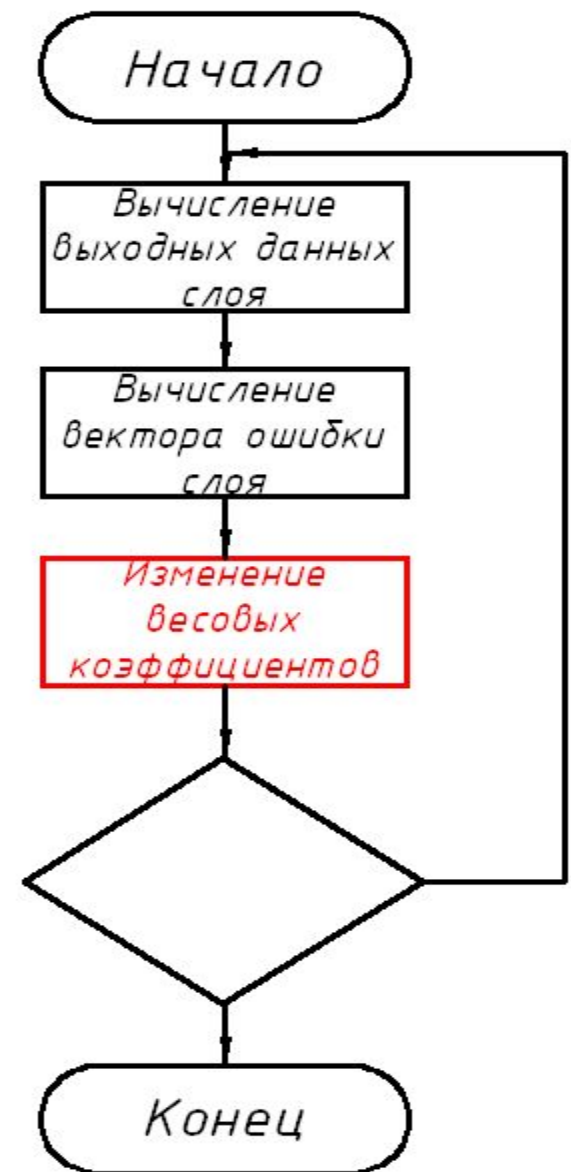 Начало
Вычисление
выходных данных
слоя
Вычисление
вектора ошибки
слоя
Изменение
весовых
коэффициентов
Конец